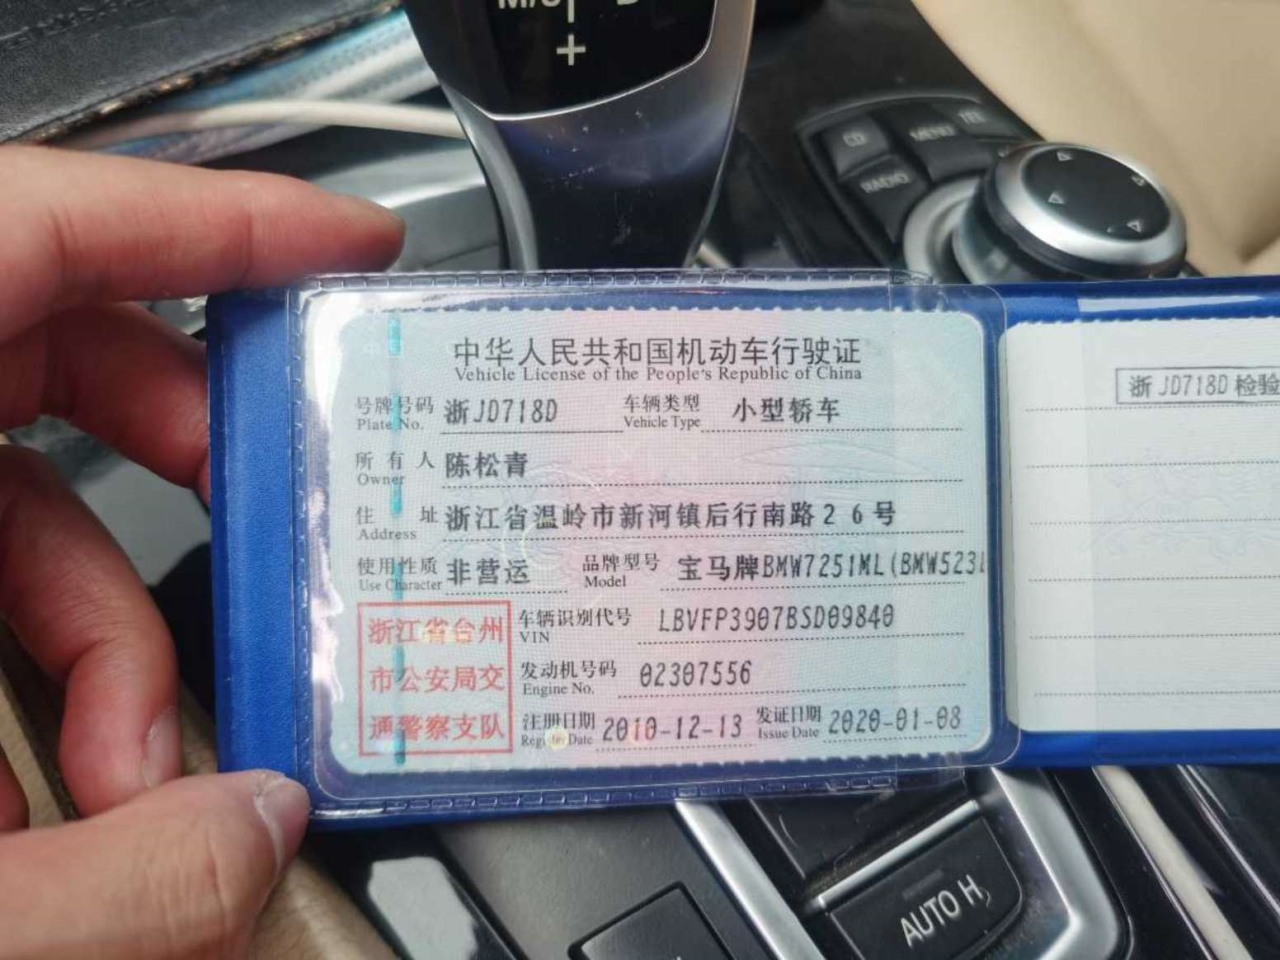 M/S
D
+
CD
MENU
TEL
RADIO
中华人民共和国机动车行驶证
Vehicle License of the People's Republic of China
号牌号码 浙JD718D 车辆类型 小型轿车
Plate No. Vehicle Type
所有人 陈松青
Owner
住址 浙江省温岭市新河镇后行南路26号
Address
使用性质 非营运 品牌型号 宝马牌BMW7251ML(BMW523L
Use Character Model
浙江省台州
市公安局交
通警察支队
车辆识别代号 LBVFP3907BSD09840
VIN
发动机号码 02307556
Engine No.
注册日期 2010-12-13 发证日期 2020-01-08
Register Date Issue Date
浙JD718D检验
AUTO H